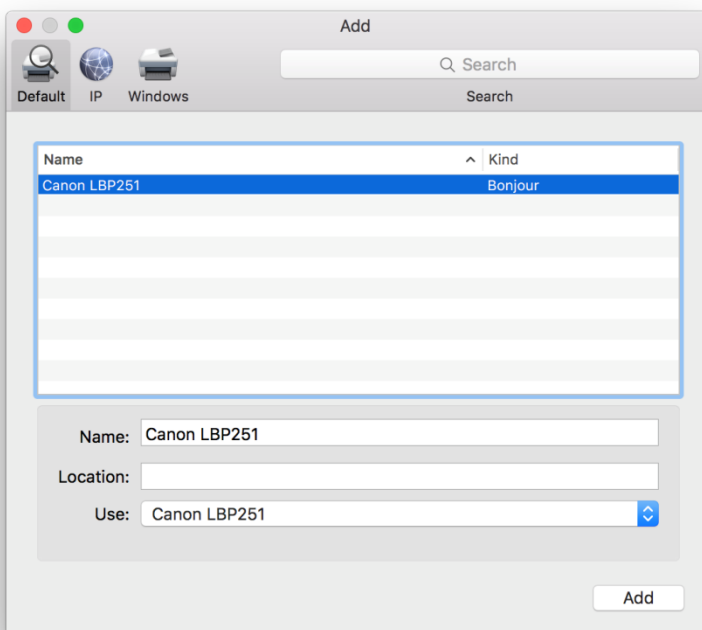 Add
Search
Default IP Windows Search
Name Kind
Canon LBP251 Bonjour
Name: Canon LBP251
Location:
Use: Canon LBP251
Add